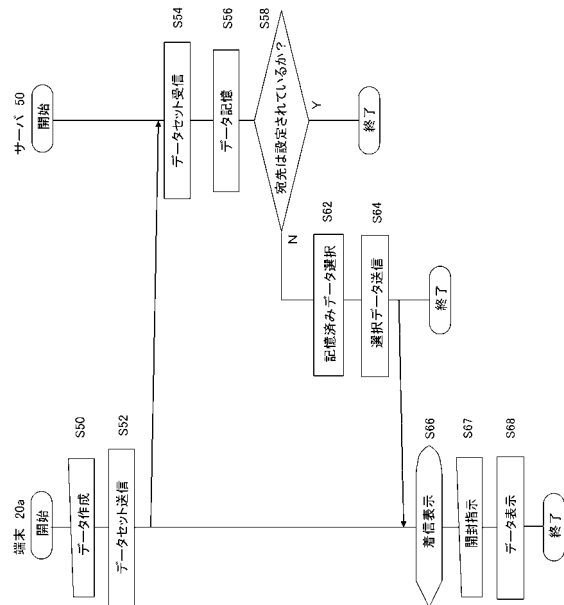 端末 20a
開始
S50
データ作成
S52
データセット送信
サーバ 50
開始
S54
データセット受信
S56
データ記憶
S58
宛先は設定されているか?
Y
終了
N
S62
記憶済みデータ選択
S64
選択データ送信
終了
S66
着信表示
S67
開封指示
S68
データ表示
終了